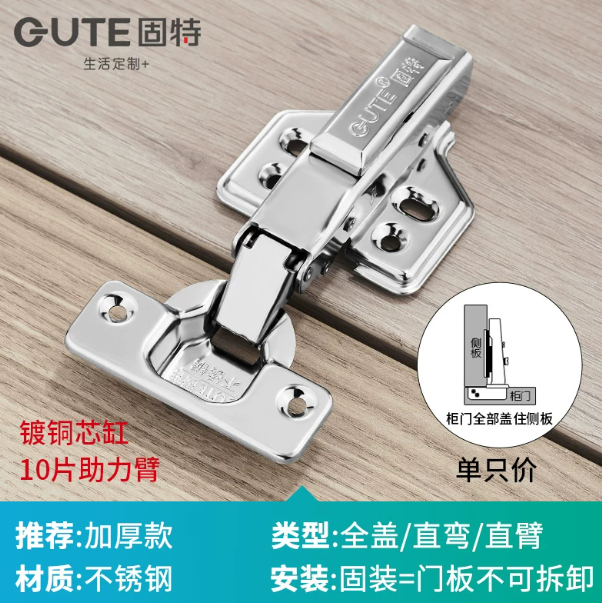 GUTE固特
生活定制+
GUTE 固特
侧板
柜门
柜门全部盖住侧板
镀铜芯缸
10片助力臂
单只价
推荐:加厚款
类型:全盖/直弯/直臂
材质:不锈钢
安装:固装=门板不可拆卸